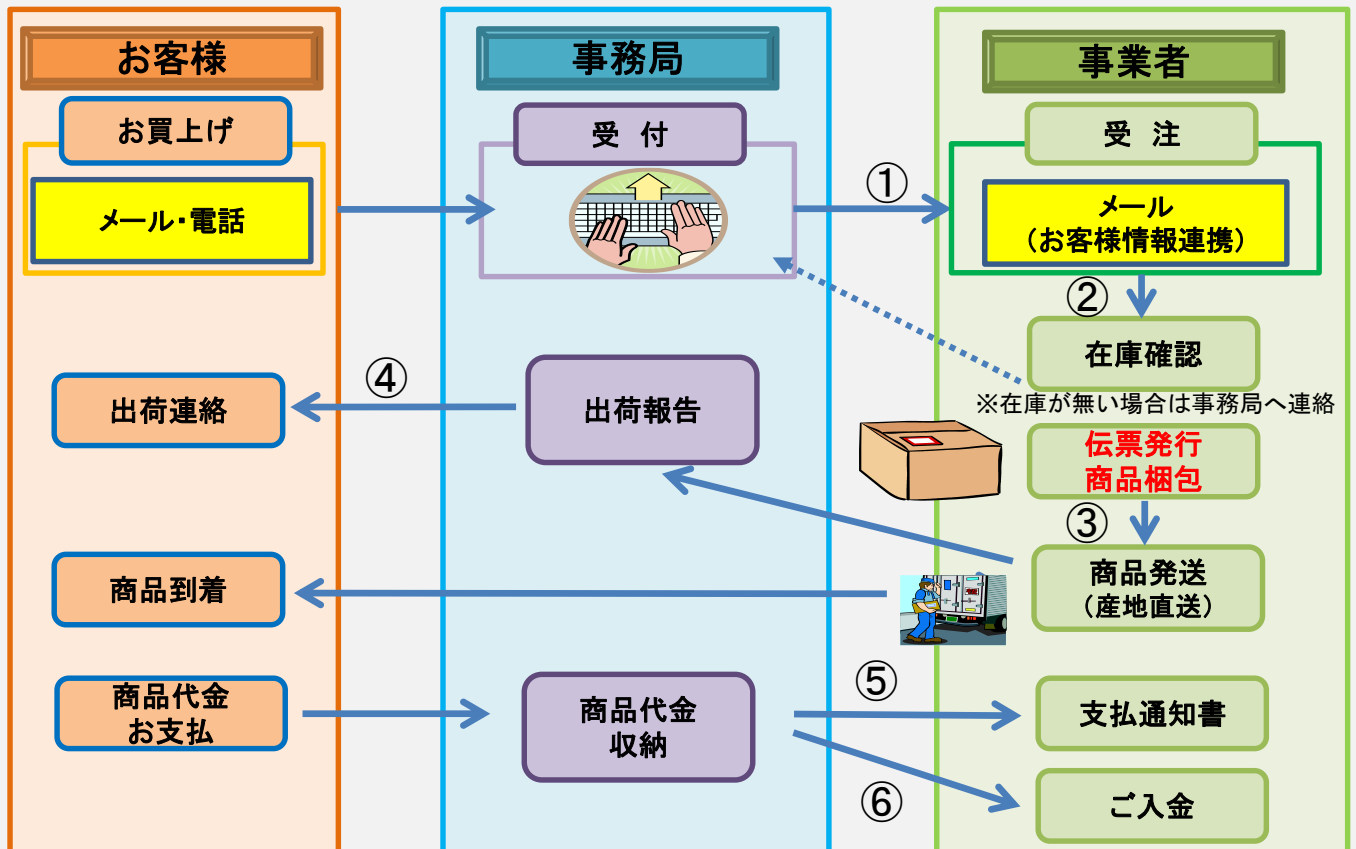 お客様
事務局
事業者
お買上げ
受 付
受 注
メール・電話
①
メール
（お客様情報連携）
②
在庫確認
※在庫が無い場合は事務局へ連絡
出荷連絡
④
出荷報告
伝票発行
商品梱包
③
商品到着
商品発送
（産地直送）
商品代金
お支払
商品代金
収納
⑤
支払通知書
⑥
ご入金